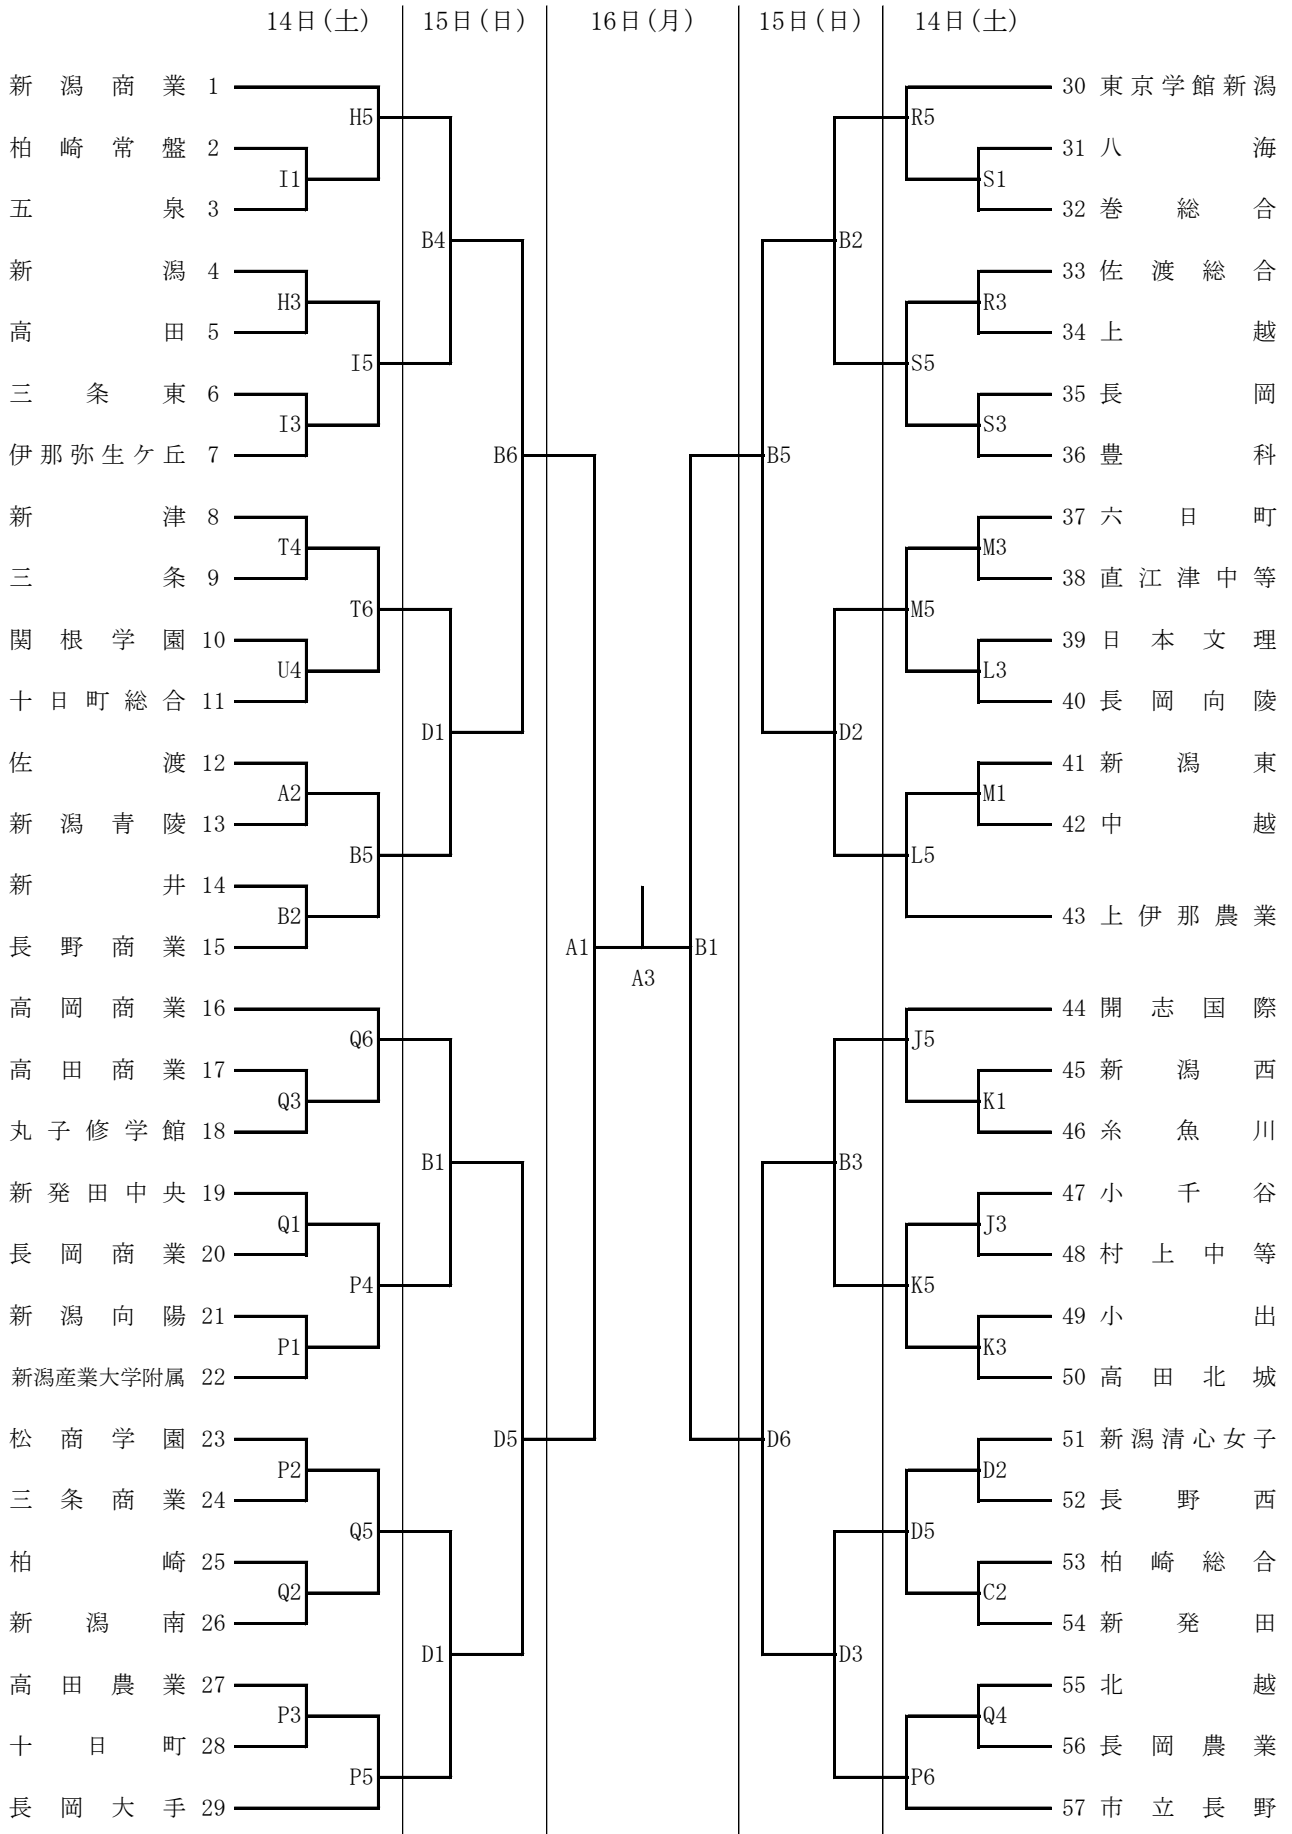 14日(土) 15日(日) 16日(月) 15日(日) 14日(土)
新潟商業 1 30 東京学館新潟
H5 R5
柏崎常盤 2 31 八海
I1 S1
五泉 3 32 巻総合
B4 B2
新潟 4 33 佐渡総合
H3 R3
高田 5 34 上越
I5 S5
三条東 6 35 長岡
I3 S3
伊那弥生ケ丘 7 B6 B5 36 豊科
新津 8 37 六日町
T4 M3
三条 9 38 直江津中等
T6 M5
関根学園 10 39 日本文理
U4 L3
十日町総合 11 40 長岡向陵
D1 D2
佐渡 12 41 新潟東
A2 M1
新潟青陵 13 42 中越
B5 L5
新井 14
B2 43 上伊那農業
長野商業 15 A1 B1
A3
高岡商業 16 44 開志国際
Q6 J5
高田商業 17 45 新潟西
Q3 K1
丸子修学館 18 46 糸魚川
B1 B3
新発田中央 19 47 小千谷
Q1 J3
長岡商業 20 48 村上中等
P4 K5
新潟向陽 21 49 小出
P1 K3
新潟産業大学附属 22 50 高田北城
松商学園 23 D5 D6 51 新潟清心女子
P2 D2
三条商業 24 52 長野西
Q5 D5
柏崎 25 53 柏崎総合
Q2 C2
新潟南 26 54 新発田
D1 D3
高田農業 27 55 北越
P3 Q4
十日町 28 56 長岡農業
P5 P6
長岡大手 29 57 市立長野